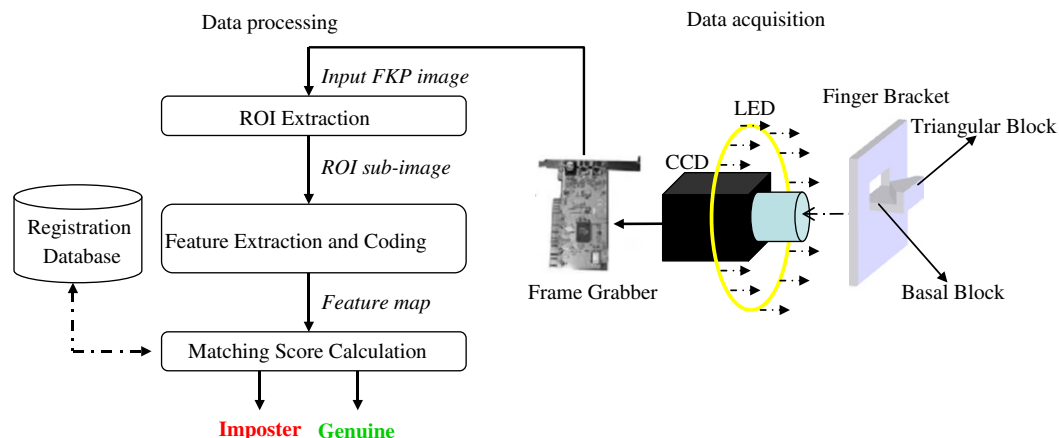 Data processing
Data acquisition
Input FKP image
ROI Extraction
ROI sub-image
Registration
Database
Feature Extraction and Coding
Feature map
Matching Score Calculation
Imposter Genuine
Frame Grabber
CCD
LED
Finger Bracket
Triangular Block
Basal Block